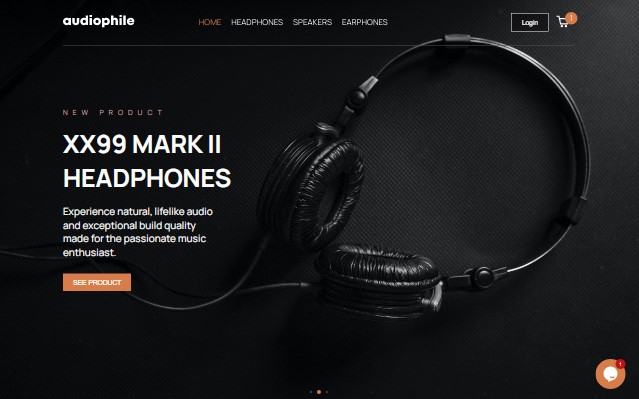 audiophile
HOME HEADPHONES SPEAKERS EARPHONES
Login
1
NEW PRODUCT
XX99 MARK II
HEADPHONES
Experience natural, lifelike audio
and exceptional build quality
made for the passionate music
enthusiast.
SEE PRODUCT
1